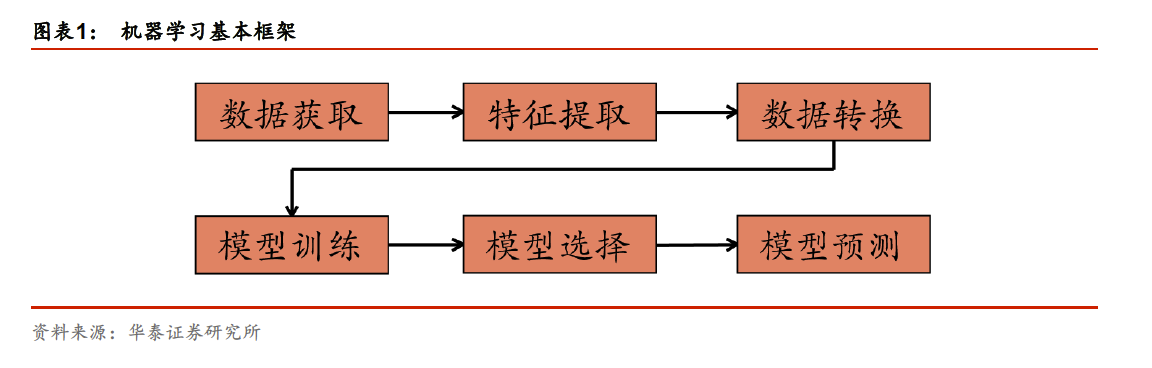 图表1： 机器学习基本框架
数据获取
特征提取
数据转换
模型训练
模型选择
模型预测
资料来源：华泰证券研究所